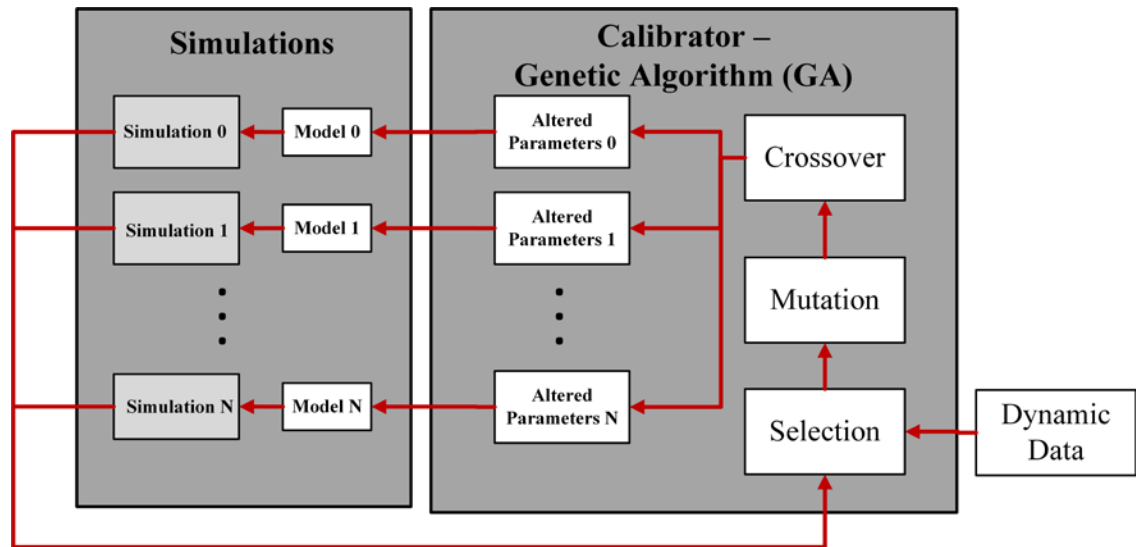 Simulations
Calibrator –
Genetic Algorithm (GA)
Simulation 0
Model 0
Altered
Parameters 0
Crossover
Simulation 1
Model 1
Altered
Parameters 1
Mutation
Simulation N
Model N
Altered
Parameters N
Selection
Dynamic
Data